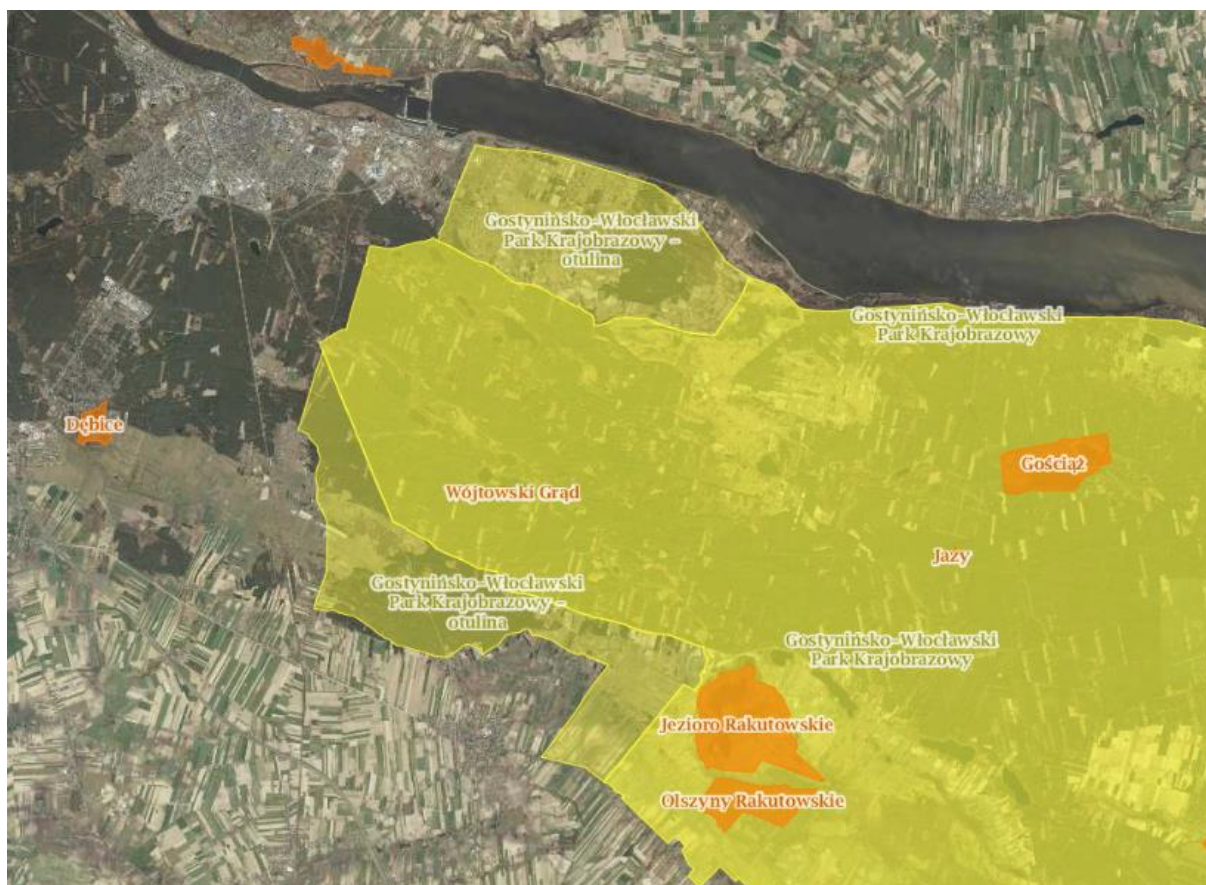 Gostynińsko-Włocławski
Park Krajobrazowy –
otulina
Gostynińsko-Włocławski
Park Krajobrazowy
Dębice
Gościąż
Wójtowski Grąd
Jazy
Gostynińsko-Włocławski
Park Krajobrazowy –
otulina
Gostynińsko-Włocławski
Park Krajobrazowy
Jezioro Rakutowskie
Olszyny Rakutowskie